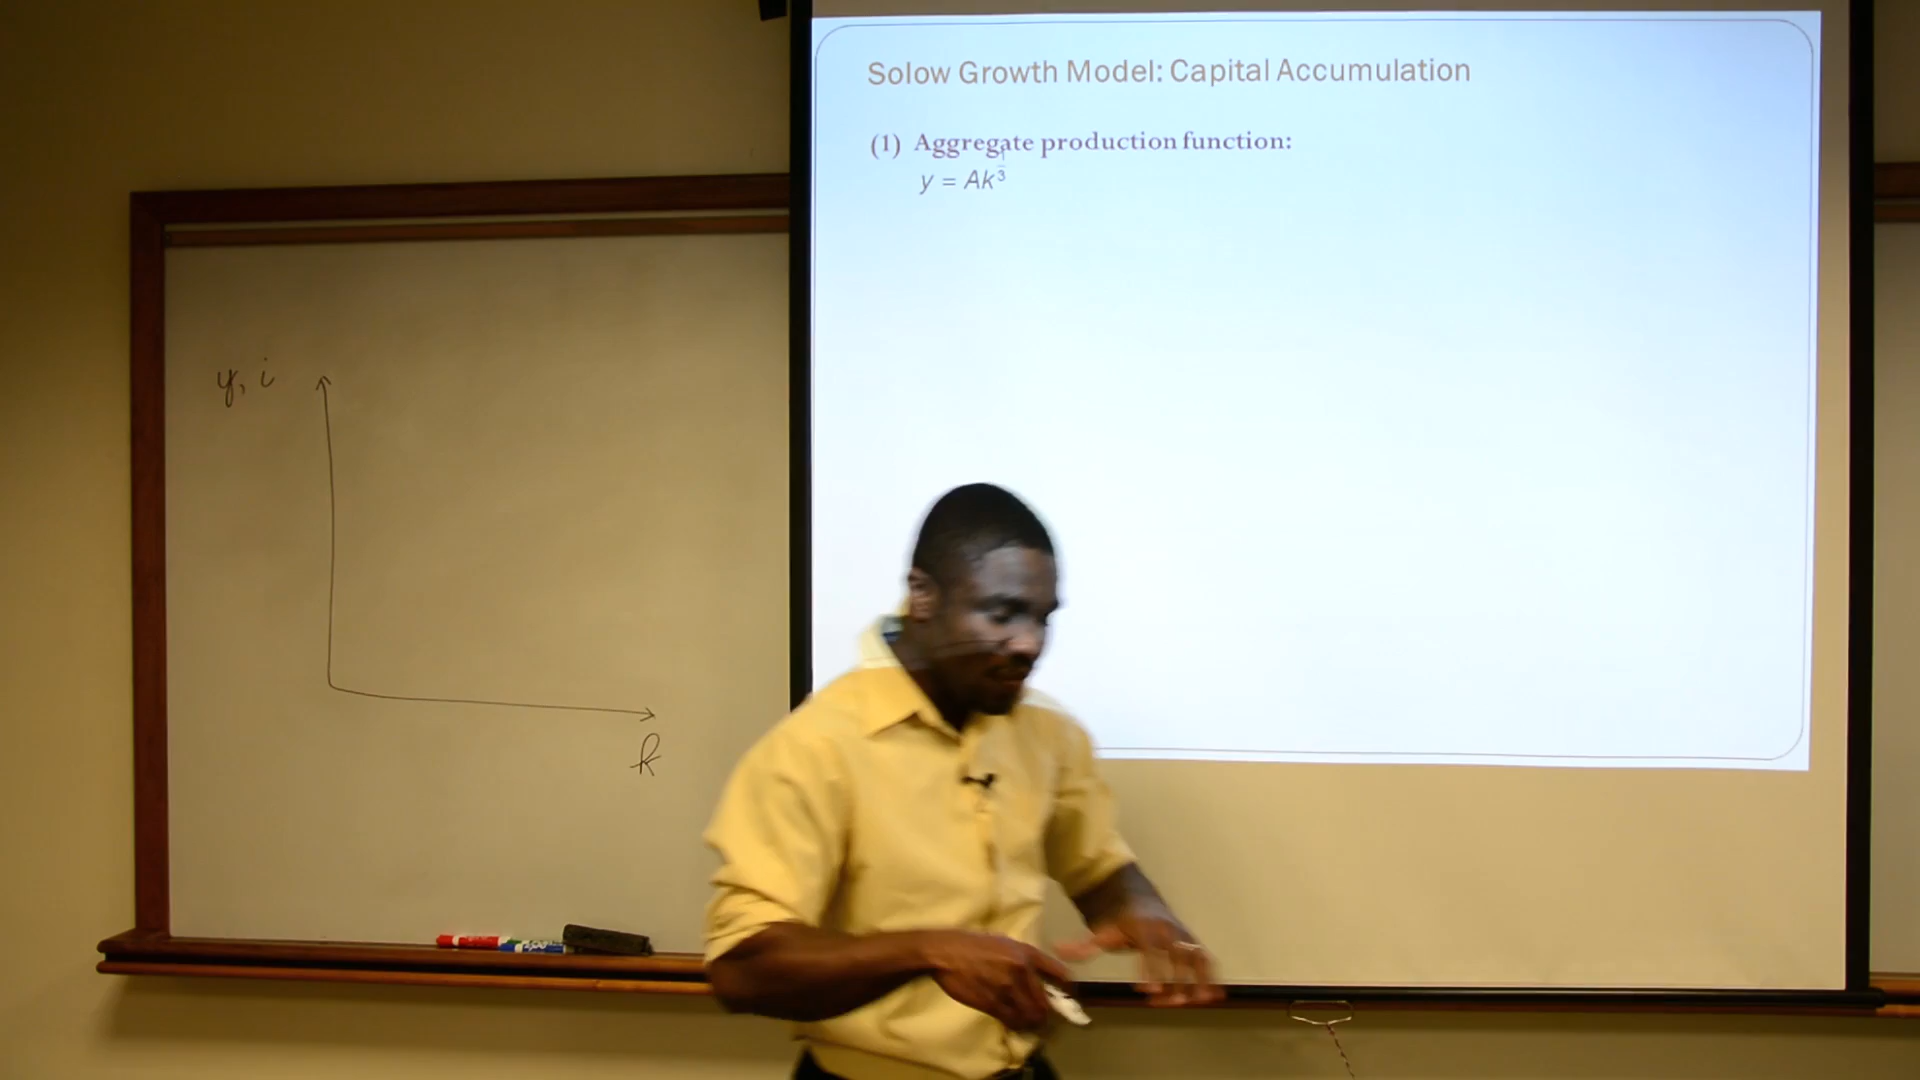 Solow Growth Model: Capital Accumulation
(1) Aggregate production function:
y = Ak^{1/3}
y, i
k